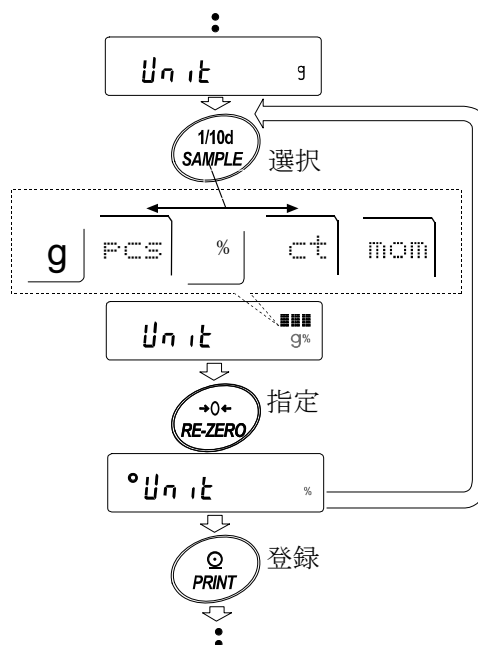 Unit g
1/10d
SAMPLE 選択
g pcs % ct mom
Unit g%
→0← 指定
RE-ZERO
Unit %
登録
PRINT